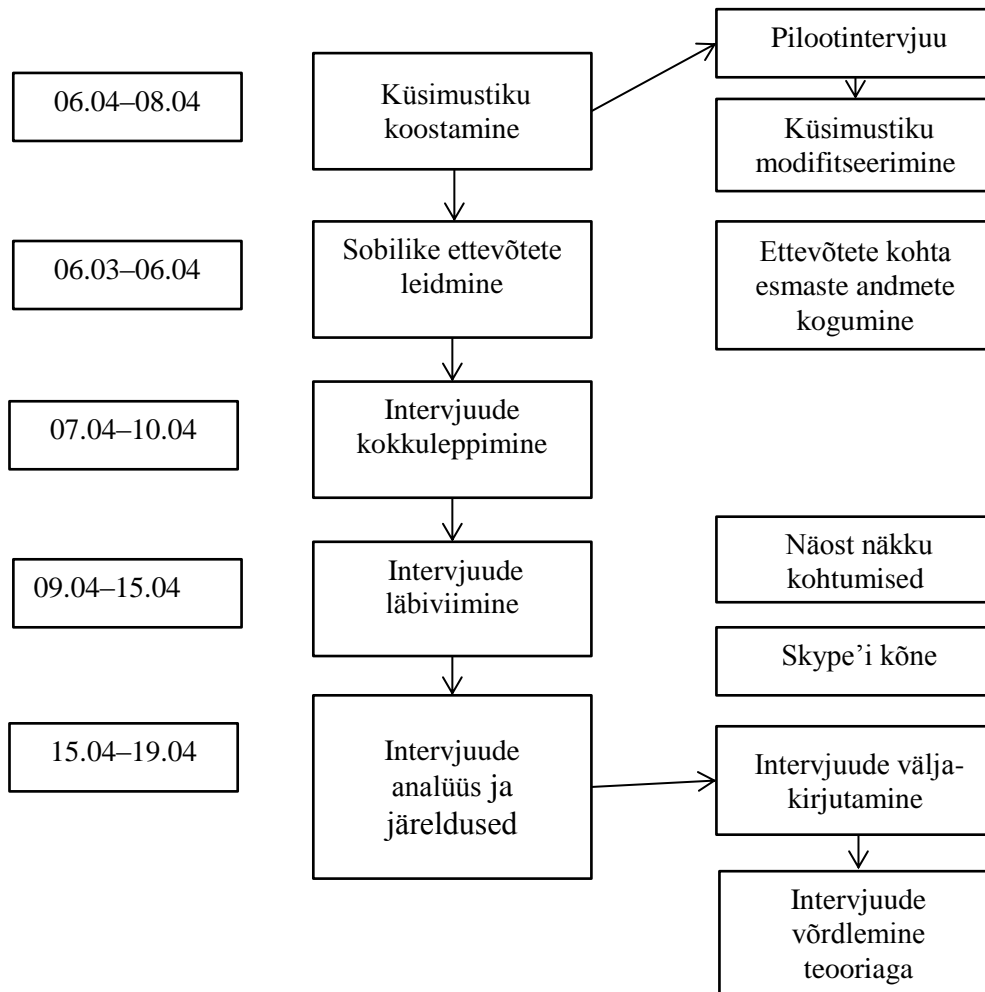 Pilootintervjuu
06.04–08.04
Küsimustiku
koostamine
Küsimustiku
modifitseerimine
06.03–06.04
Sobilike ettevõtete
leidmine
Ettevõtete kohta
esmaste andmete
kogumine
07.04–10.04
Intervjuude
kokkuleppimine
09.04–15.04
Intervjuude
läbiviimine
Näost näkku
kohtumised
Skype’i kõne
15.04–19.04
Intervjuude
analüüs ja
järeldused
Intervjuude välja-
kirjutamine
Intervjuude
võrdlemine
teooriaga